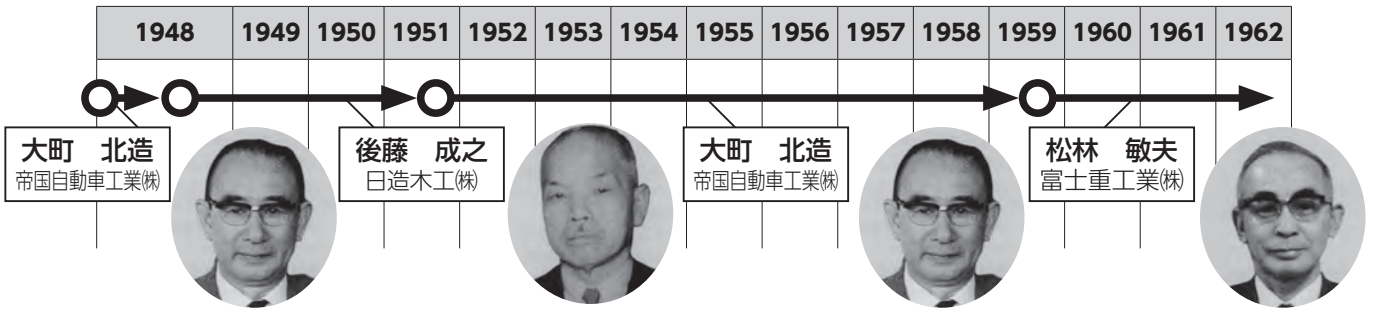 1948 1949 1950 1951 1952 1953 1954 1955 1956 1957 1958 1959 1960 1961 1962
大町 北造
帝国自動車工業㈱
後藤 成之
日造木工㈱
大町 北造
帝国自動車工業㈱
松林 敏夫
富士重工業㈱